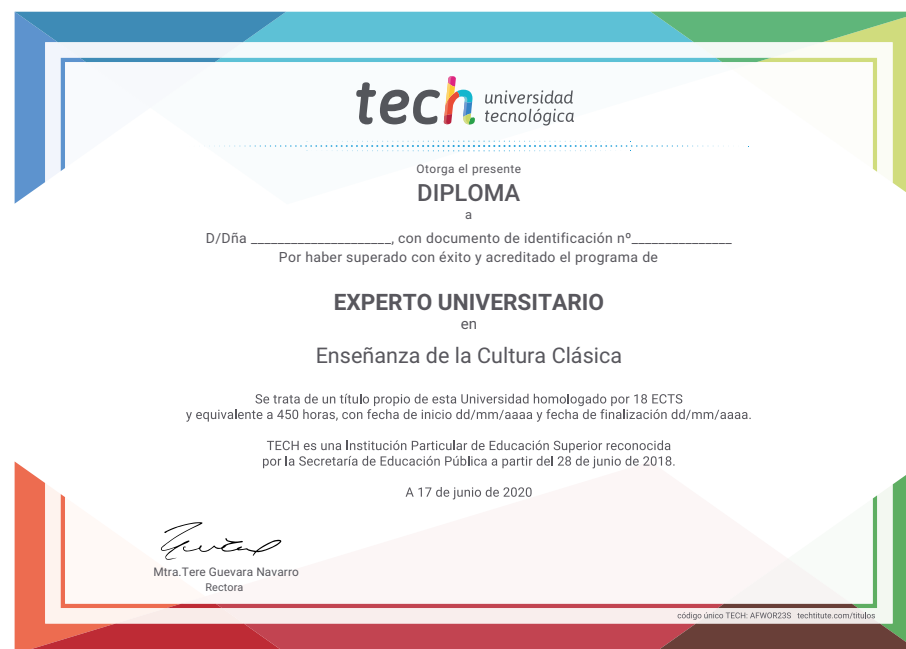 tech universidad
tecnológica
Otorga el presente
DIPLOMA
a
D/Dña _____________________, con documento de identificación nº_______________
Por haber superado con éxito y acreditado el programa de
EXPERTO UNIVERSITARIO
en
Enseñanza de la Cultura Clásica
Se trata de un título propio de esta Universidad homologado por 18 ECTS
y equivalente a 450 horas, con fecha de inicio dd/mm/aaaa y fecha de finalización dd/mm/aaaa.
TECH es una Institución Particular de Educación Superior reconocida
por la Secretaría de Educación Pública a partir del 28 de junio de 2018.
A 17 de junio de 2020
Mtra.Tere Guevara Navarro
Rectora
código único TECH: AFWOR23S techtitute.com/titulos